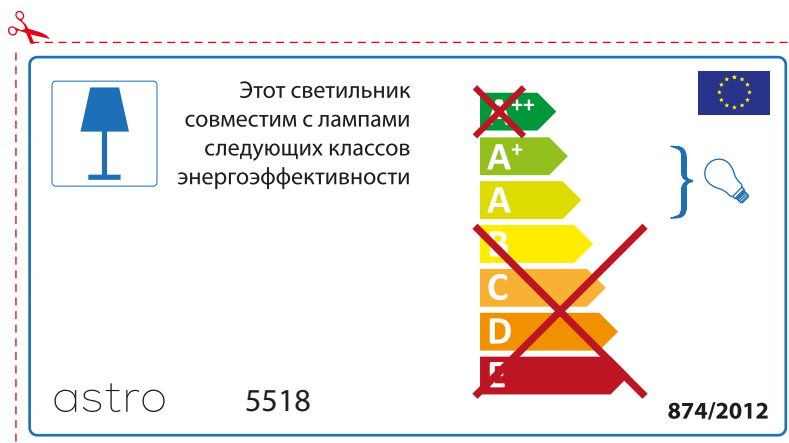 Этот светильник
совместим с лампами
следующих классов
энергоэффективности
A++
A+
A
B
C
D
E
astro
5518
874/2012